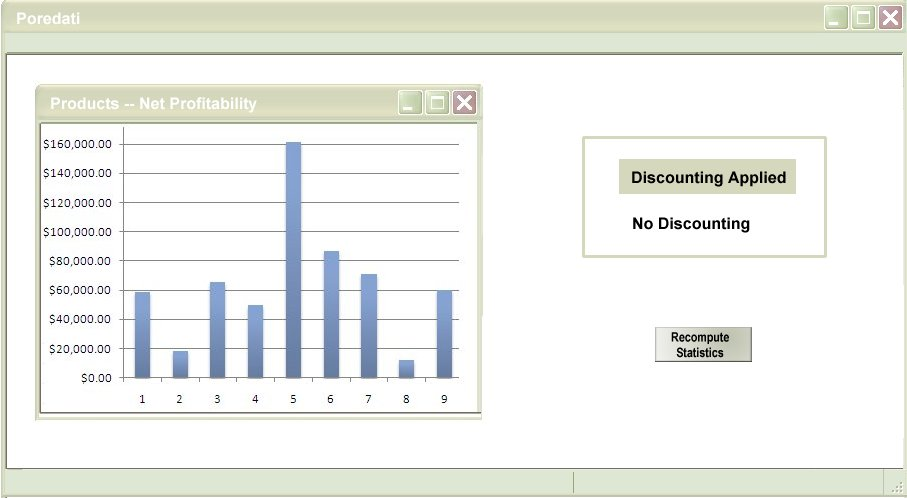 Poredati
Products -- Net Profitability
$160,000.00
$140,000.00
$120,000.00
$100,000.00
$80,000.00
$60,000.00
$40,000.00
$20,000.00
$0.00
1 2 3 4 5 6 7 8 9
Discounting Applied
No Discounting
Recompute
Statistics